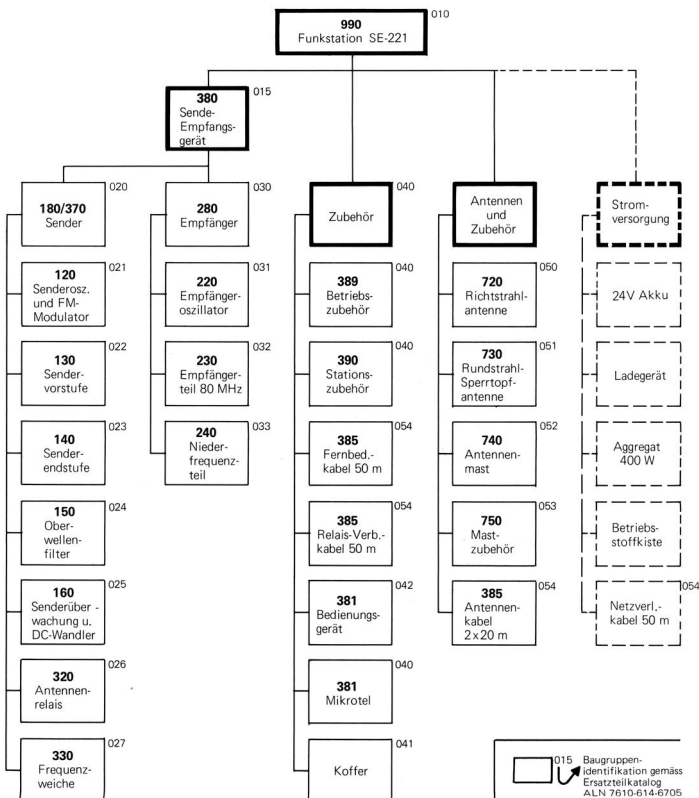 990
Funkstation SE-221
010
380
Sende-
Empfangs-
gerät
015
180/370
Sender
020
120
Senderosz.
und FM-
Modulator
021
130
Sender-
vorstufe
022
140
Sender-
endstufe
023
150
Ober-
wellen-
filter
024
160
Senderüber-
wachung u.
DC-Wandler
025
320
Antennen-
relais
026
330
Frequenz-
weiche
027
280
Empfänger
030
220
Empfänger-
oszillator
031
230
Empfänger-
teil 80 MHz
032
240
Nieder-
frequenz-
teil
033
Zubehör
040
389
Betriebs-
zubehör
040
390
Stations-
zubehör
040
385
Fernbed.-
kabel 50 m
054
385
Relais-Verb.-
kabel 50 m
054
381
Bedienungs-
gerät
042
381
Mikrotel
040
Koffer
041
Antennen
und
Zubehör
720
Richtstrahl-
antenne
050
730
Rundstrahl-
Sperrtopf-
antenne
051
740
Antennen-
mast
052
750
Mast-
zubehör
053
385
Antennen-
kabel
2x20 m
054
Strom-
versorgung
24V Akku
Ladegerät
Aggregat
400 W
Betriebs-
stoffkiste
Netzverl.-
kabel 50 m
054
015
Baugruppen-
identifikation gemäss
Ersatzteilkatalog
ALN 7610-614-6705